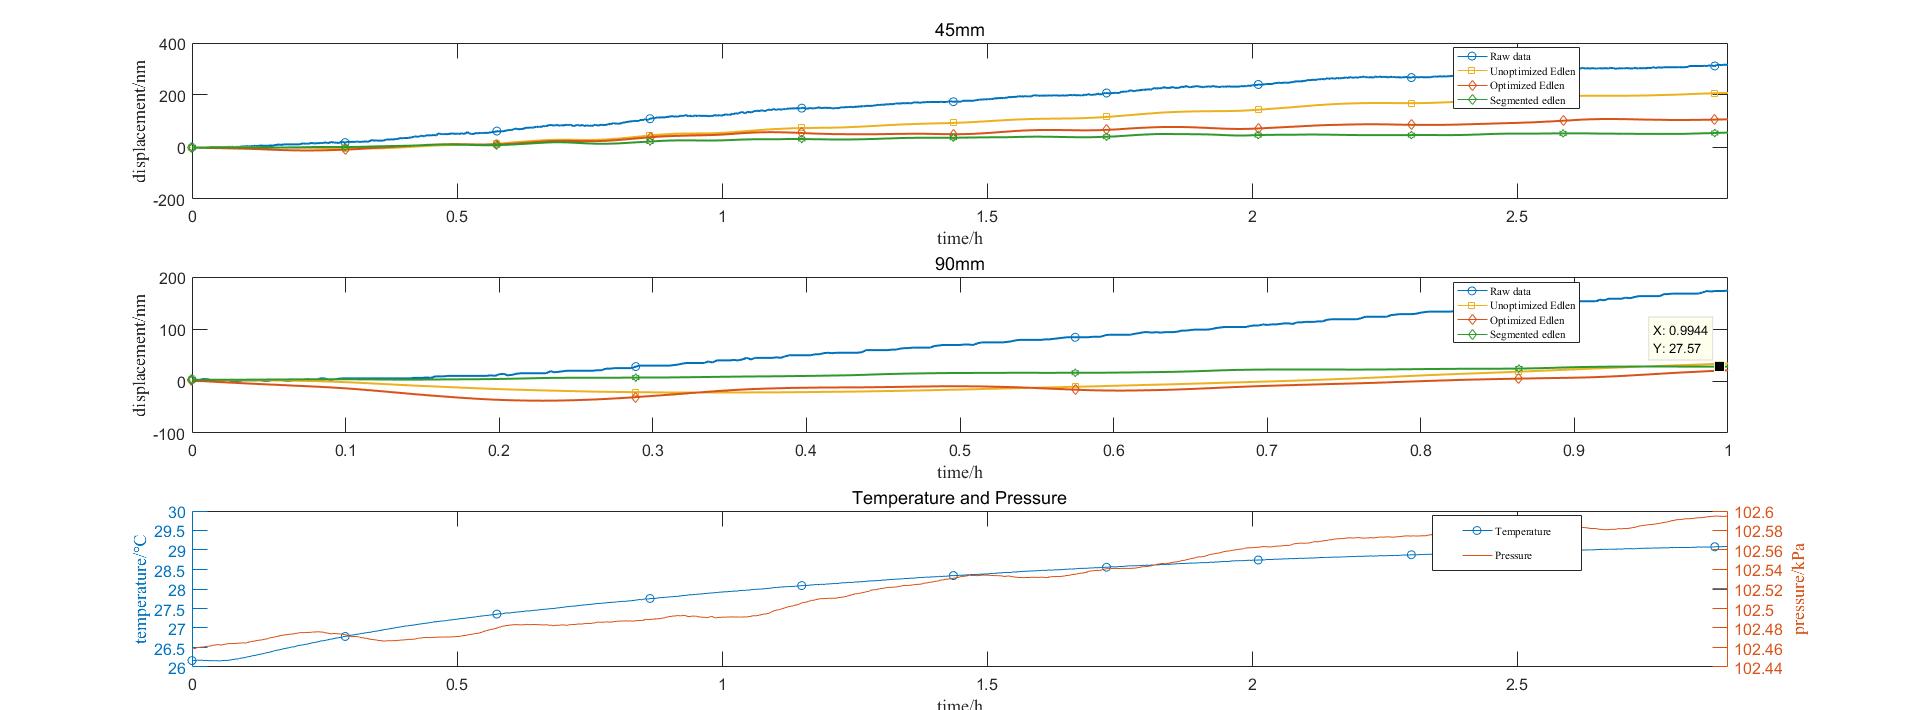 45mm
400
200
0
-200
displacement/nm
Raw data
Unoptimized Edlen
Optimized Edlen
Segmented edlen
0 0.5 1 1.5 2 2.5
time/h
90mm
200
100
0
-100
displacement/nm
Raw data
Unoptimized Edlen
Optimized Edlen
Segmented edlen
X: 0.9944
Y: 27.57
0 0.1 0.2 0.3 0.4 0.5 0.6 0.7 0.8 0.9 1
time/h
Temperature and Pressure
30
29.5
29
28.5
28
27.5
27
26.5
26
temperature/°C
Temperature
Pressure
102.6
102.58
102.56
102.54
102.52
102.5
102.48
102.46
102.44
pressure/kPa
0 0.5 1 1.5 2 2.5
time/h